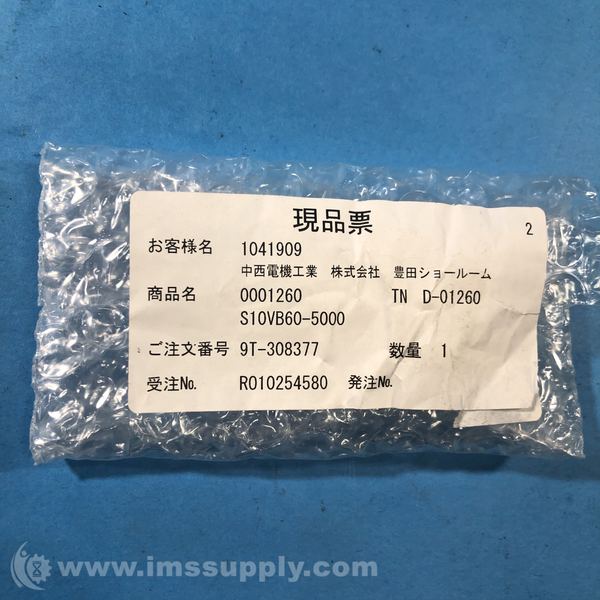 現品票
2
お客様名 1041909
中西電機工業 株式会社 豊田ショールーム
商品名 0001260 TN D-01260
S10VB60-5000
ご注文番号 9T-308377 数量 1
受注No. R010254580 発注No.
www.imssupply.com